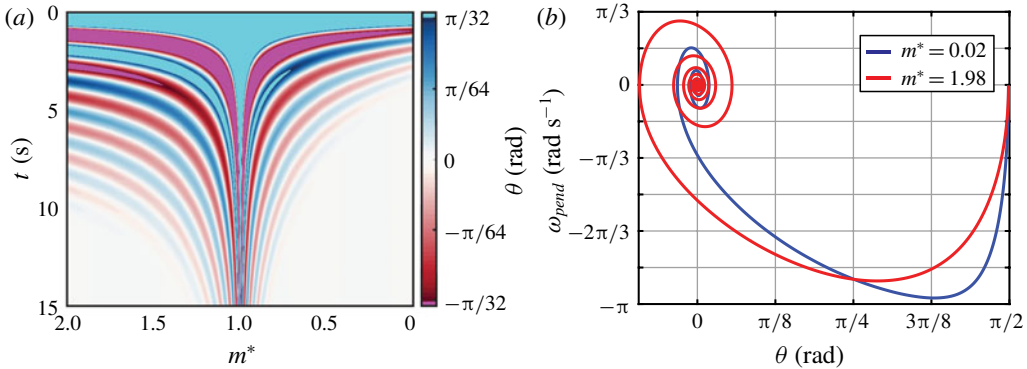 (a)
0
5
10
15
t (s)
2.0
1.5
1.0
0.5
0
m*
π/32
π/64
0
−π/64
−π/32
θ (rad)
(b)
π/3
0
−π/3
−2π/3
−π
ω_pend (rad s⁻¹)
0
π/8
π/4
3π/8
π/2
θ (rad)
m* = 0.02
m* = 1.98